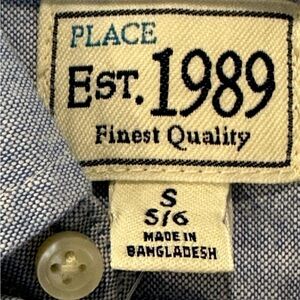 PLACE
EST. 1989
Finest Quality
S
5/6
MADE IN
BANGLADESH